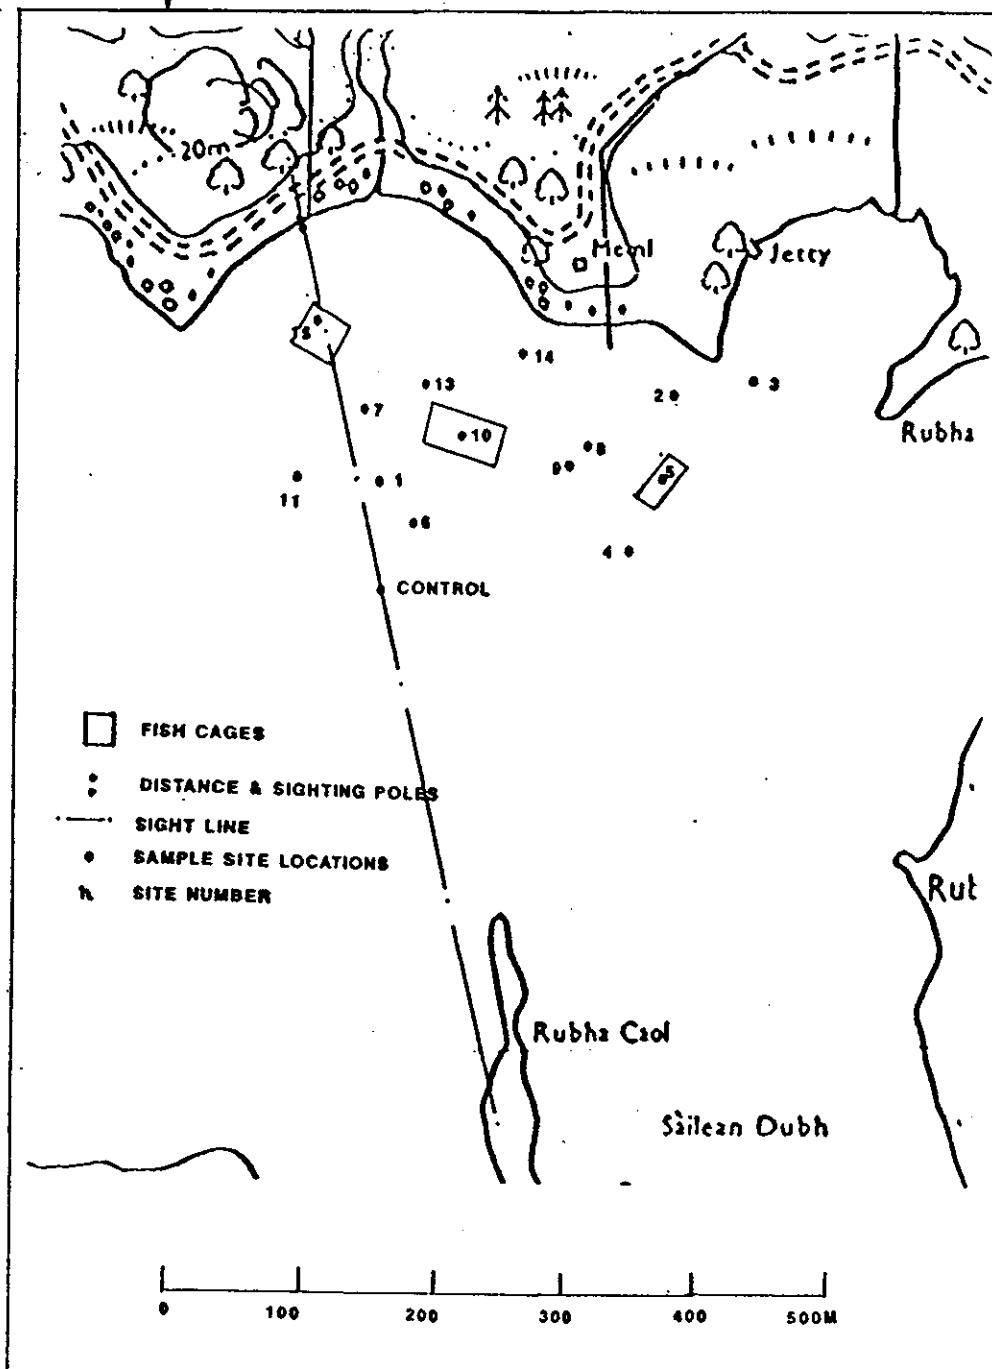 20m
Meml
Jetty
Rubha
14
13
2
3
7
10
8
9
5
1
11
6
4
CONTROL
FISH CAGES
DISTANCE & SIGHTING POLES
SIGHT LINE
SAMPLE SITE LOCATIONS
SITE NUMBER
Rut
Rubha Caol
Sàilean Dubh
0 100 200 300 400 500M